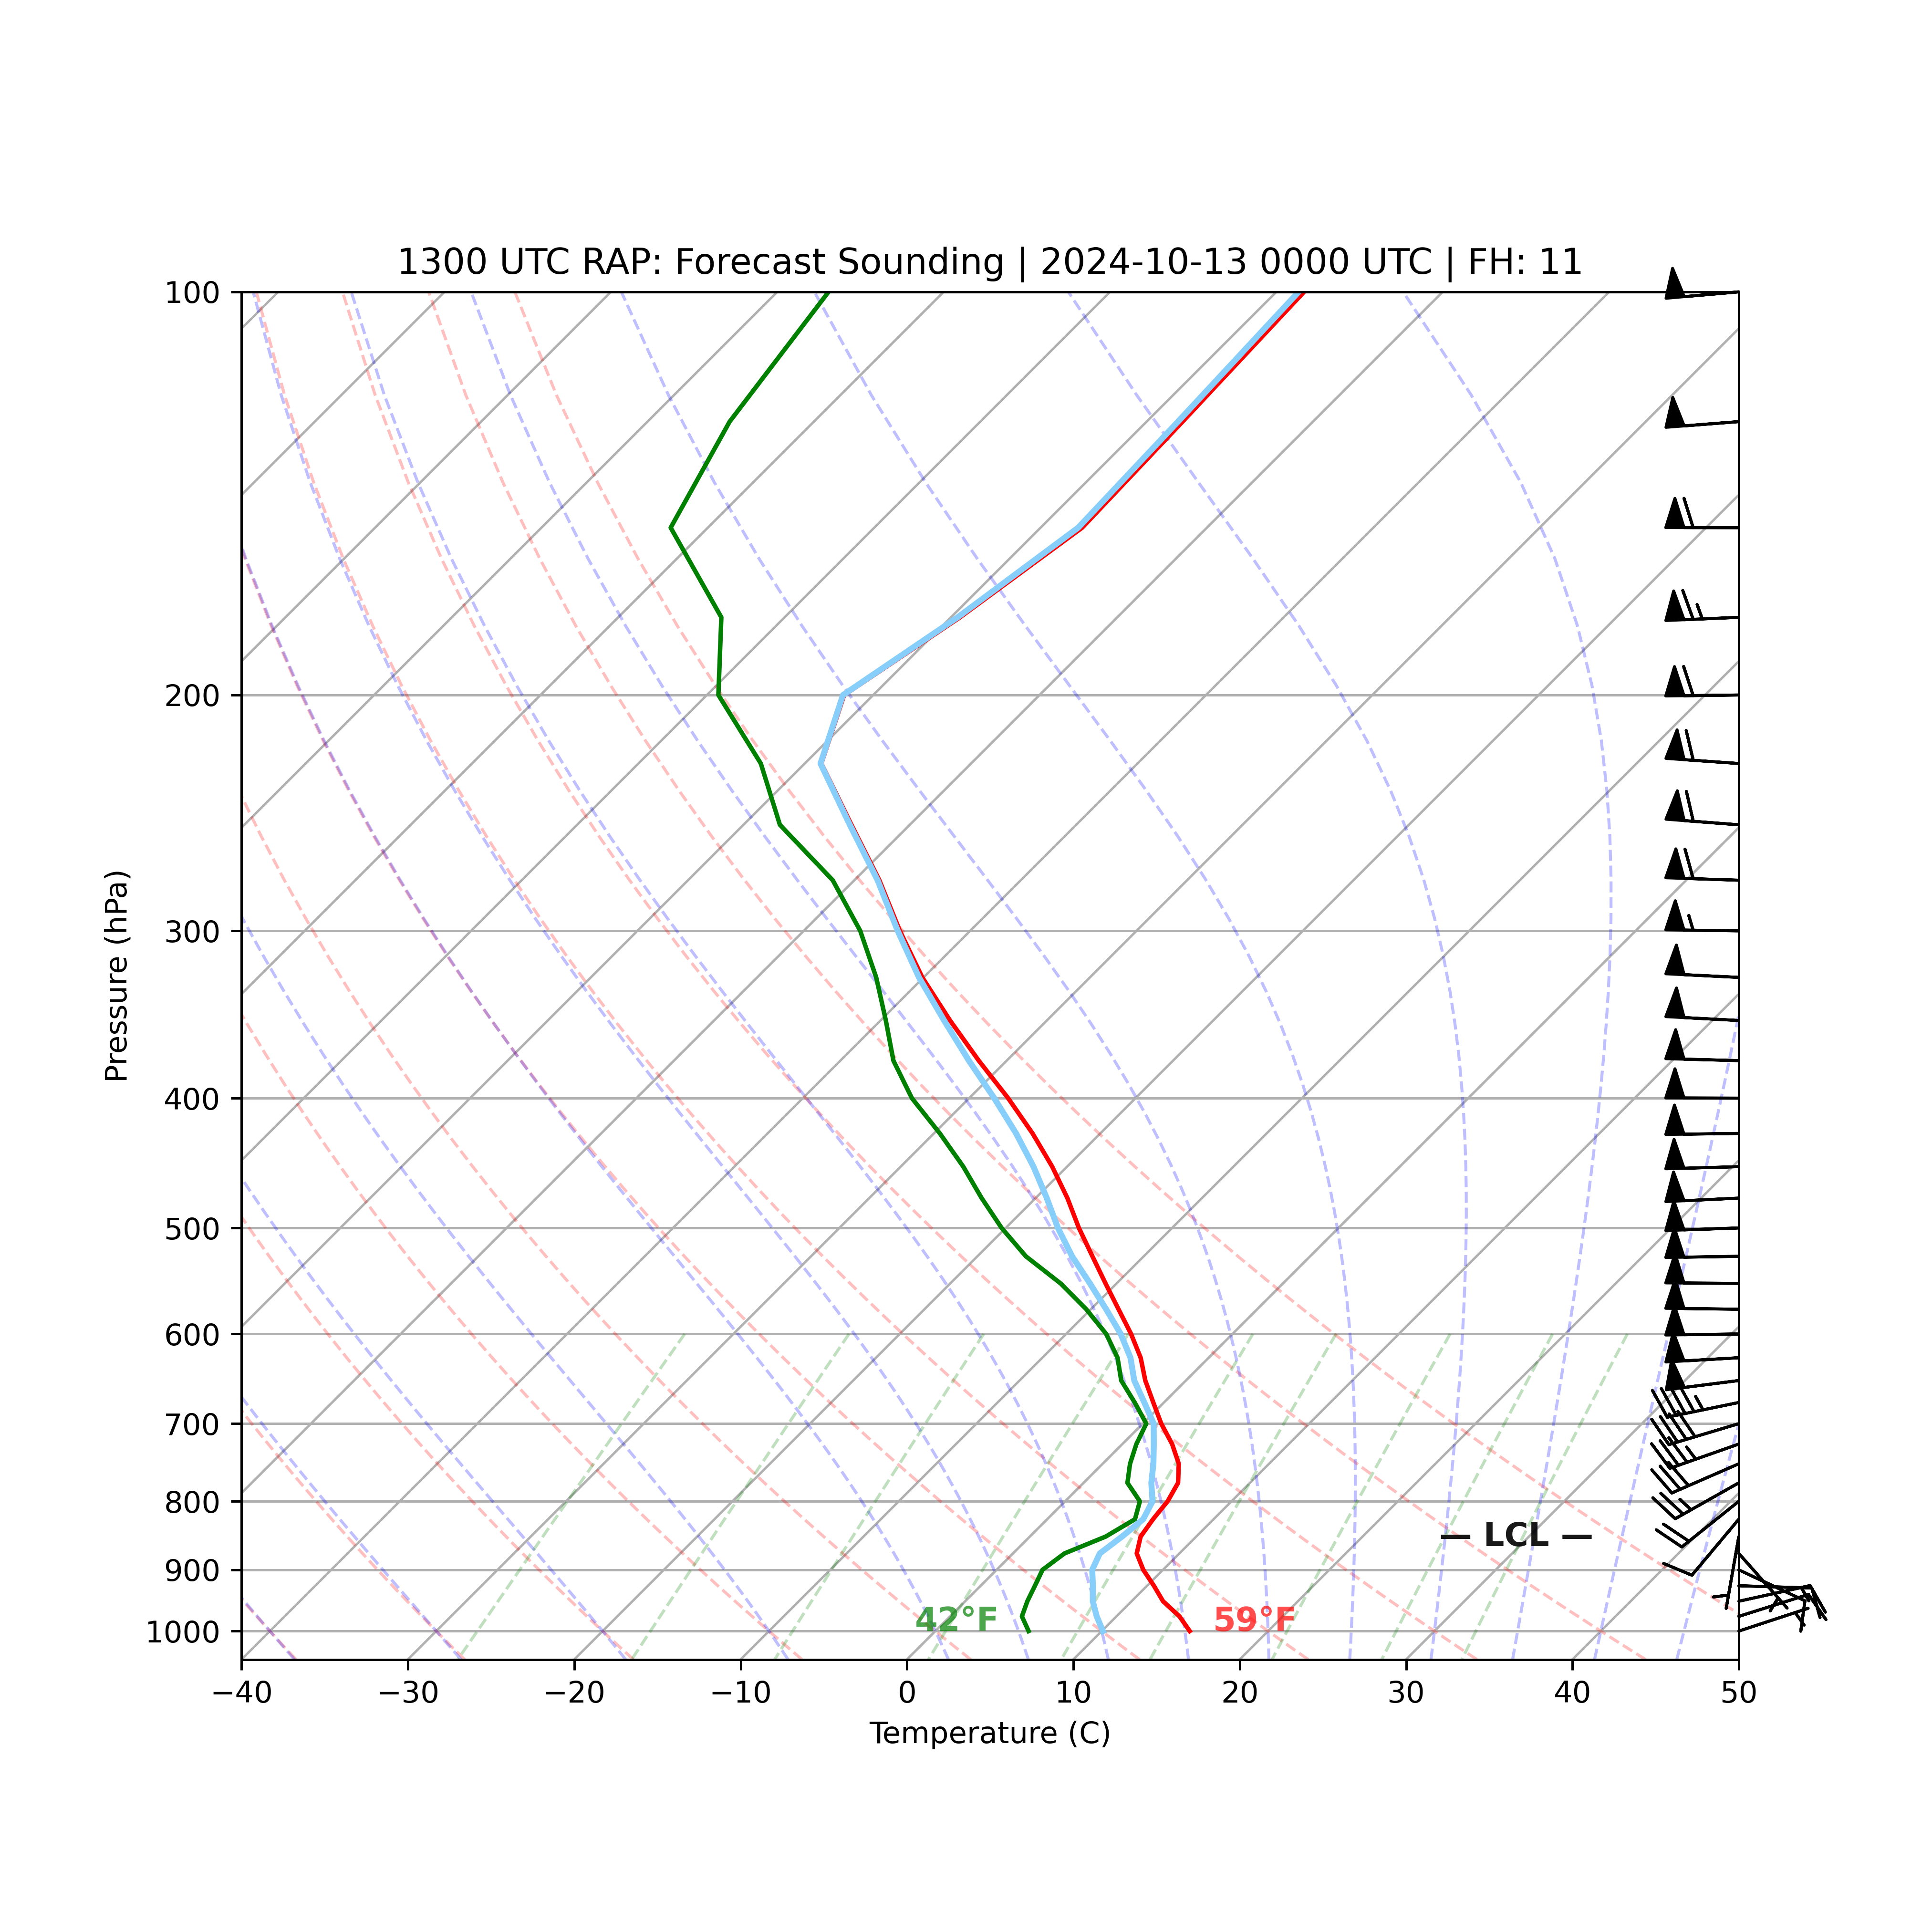 1300 UTC RAP: Forecast Sounding | 2024-10-13 0000 UTC | FH: 11
100
200
300
400
500
600
700
800
900
1000
Pressure (hPa)
— LCL —
42°F
59°F
−40 −30 −20 −10 0 10 20 30 40 50
Temperature (C)